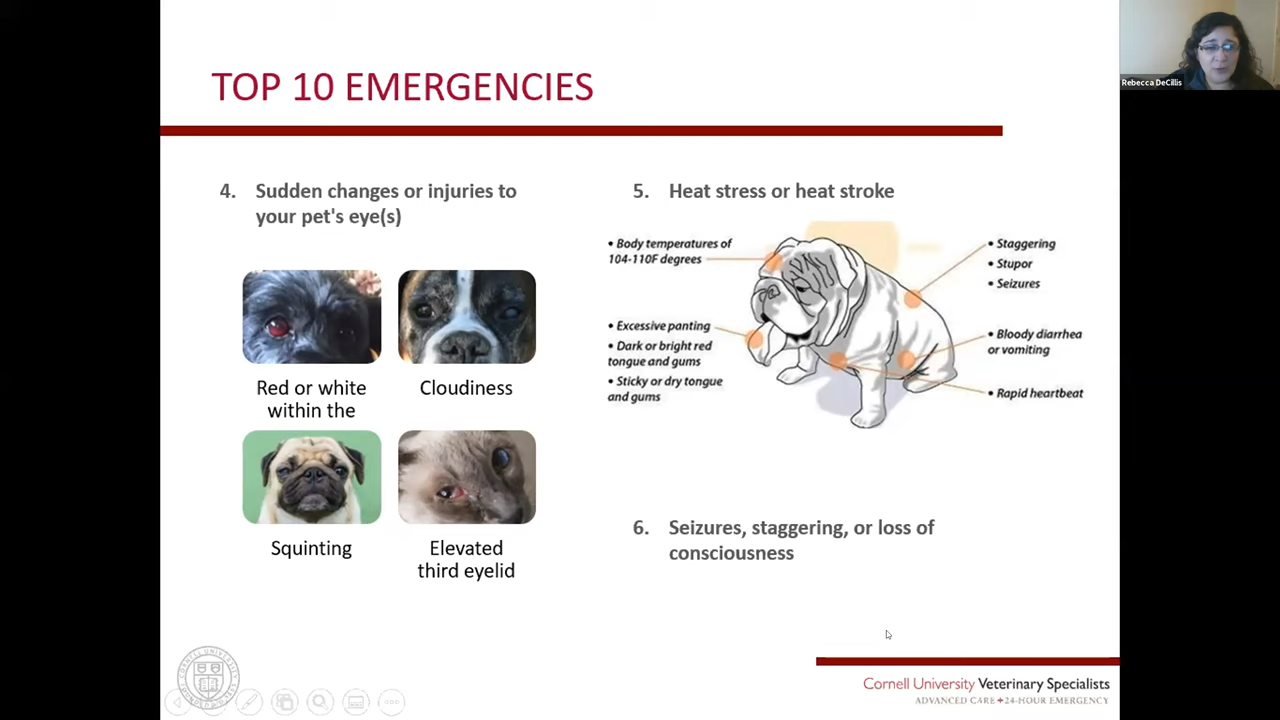 TOP 10 EMERGENCIES
Rebecca DeCillis
4. Sudden changes or injuries to
your pet's eye(s)
Red or white
within the
Cloudiness
Squinting
Elevated
third eyelid
5. Heat stress or heat stroke
• Body temperatures of
104-110F degrees
• Excessive panting
• Dark or bright red
tongue and gums
• Sticky or dry tongue
and gums
• Staggering
• Stupor
• Seizures
• Bloody diarrhea
or vomiting
• Rapid heartbeat
6. Seizures, staggering, or loss of
consciousness
Cornell University Veterinary Specialists
ADVANCED CARE+24-HOUR EMERGENCY